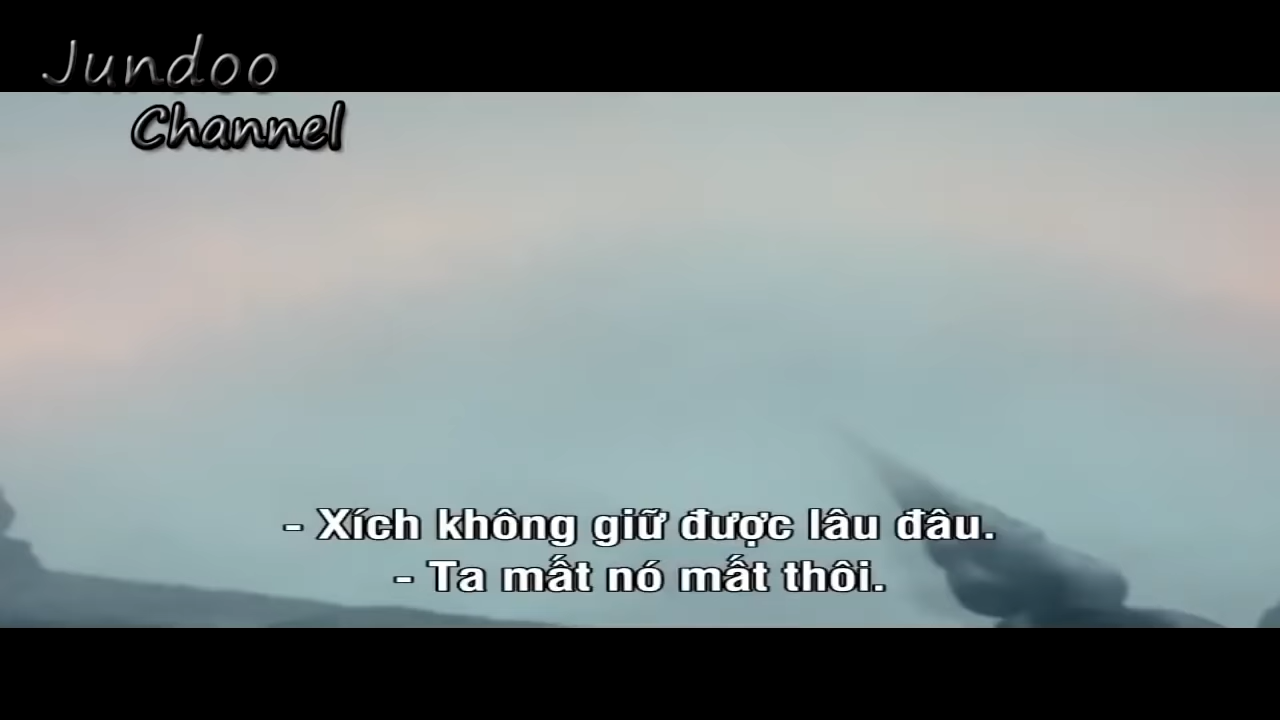 Jundoo
Channel
- Xích không giữ được lâu đâu.
- Ta mất nó mất thôi.